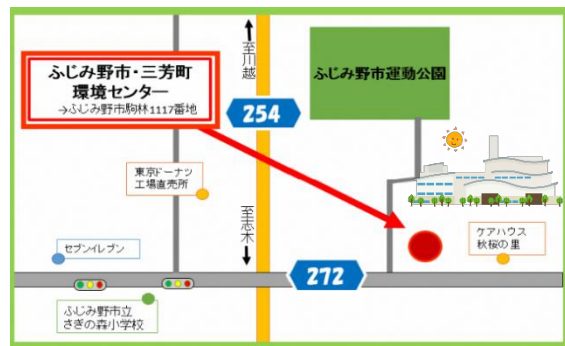 ふじみ野市・三芳町
環境センター
→ふじみ野市駒林1117番地
至川越
ふじみ野市運動公園
254
東京ドーナツ
工場直売所
至志木
ケアハウス
秋桜の里
セブンイレブン
272
ふじみ野市立
さぎの森小学校